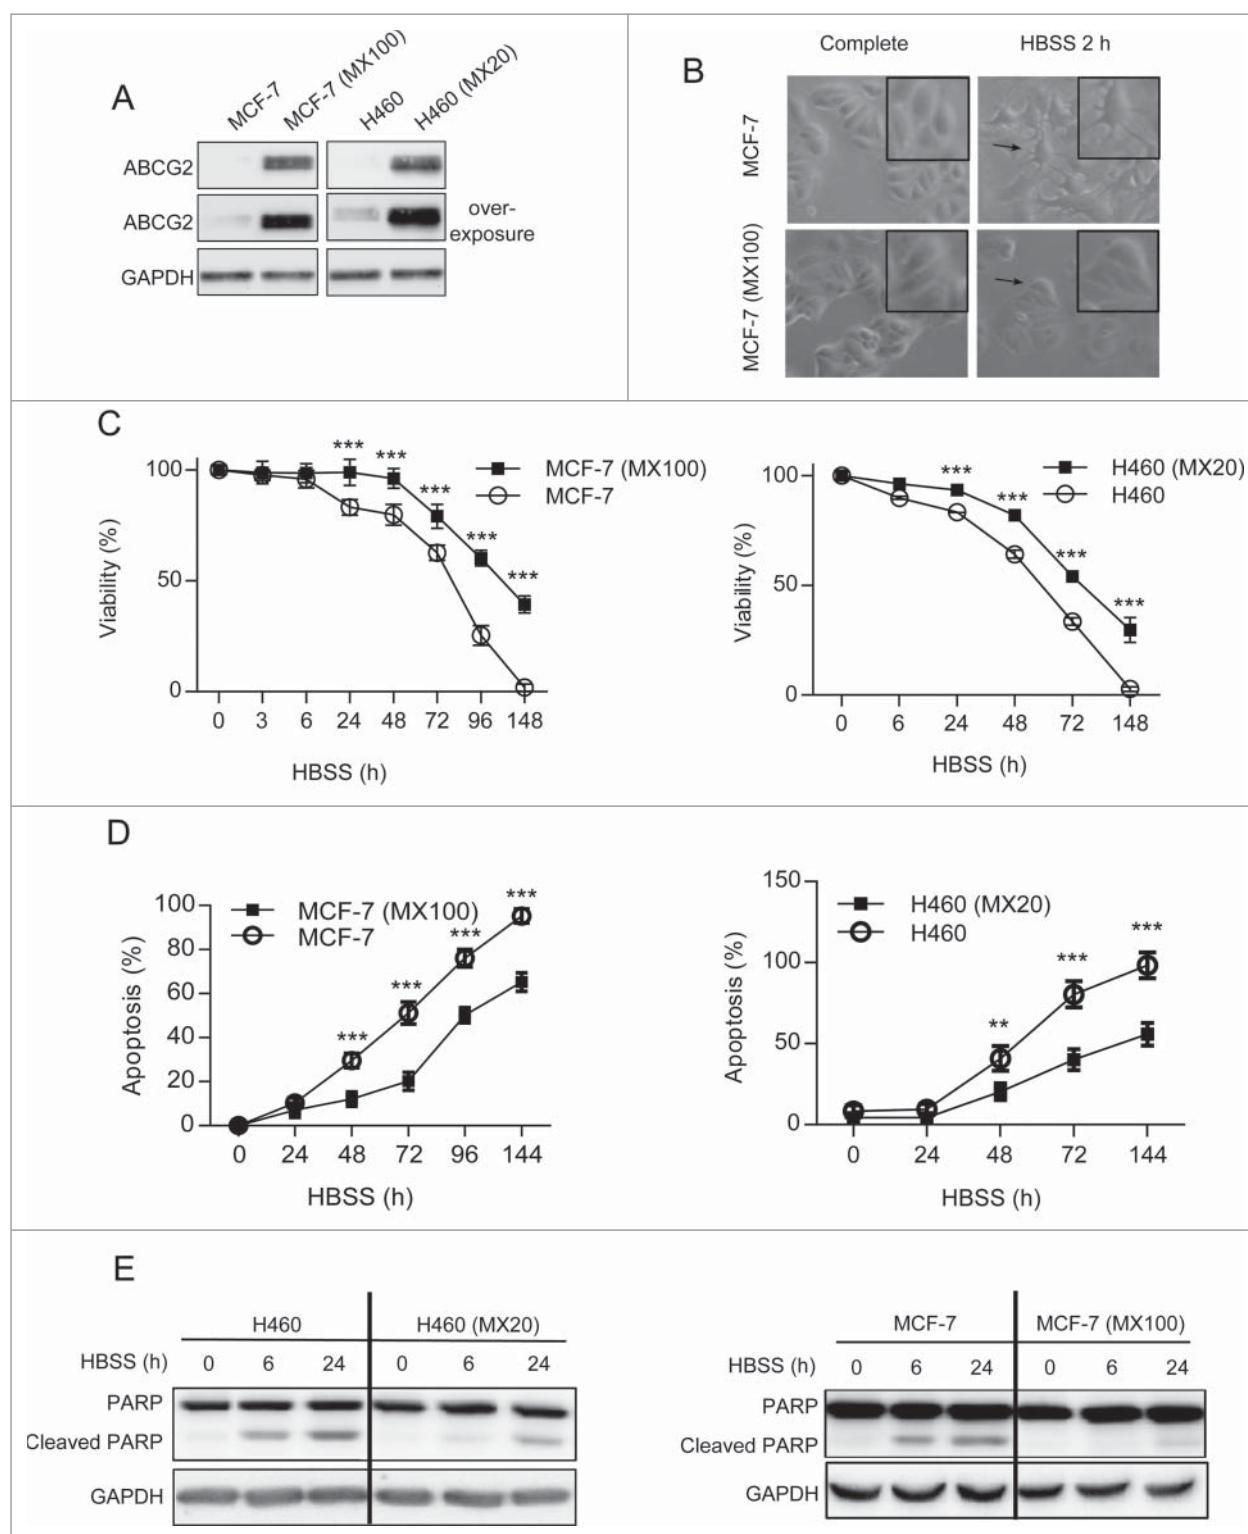 A
MCF-7
MCF-7 (MX100)
H460
H460 (MX20)
ABCG2
ABCG2
over-
exposure
GAPDH
B
Complete
HBSS 2 h
MCF-7
MCF-7 (MX100)
C
***
***
***
***
***
MCF-7 (MX100)
MCF-7
100
50
0
Viability (%)
0 3 6 24 48 72 96 148
HBSS (h)
***
***
***
***
H460 (MX20)
H460
100
50
0
Viability (%)
0 6 24 48 72 148
HBSS (h)
D
MCF-7 (MX100)
MCF-7
***
***
***
***
100
80
60
40
20
0
Apoptosis (%)
0 24 48 72 96 144
HBSS (h)
H460 (MX20)
H460
**
***
***
150
100
50
0
Apoptosis (%)
0 24 48 72 144
HBSS (h)
E
H460 H460 (MX20)
HBSS (h) 0 6 24 0 6 24
PARP
Cleaved PARP
GAPDH
MCF-7 MCF-7 (MX100)
HBSS (h) 0 6 24 0 6 24
PARP
Cleaved PARP
GAPDH